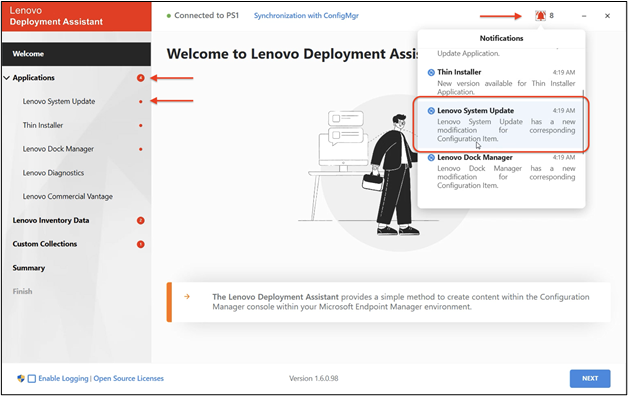 Lenovo
Deployment Assistant
Connected to PS1
Synchronization with ConfigMgr
8
Welcome
Applications
4
Lenovo System Update
Thin Installer
Lenovo Dock Manager
Lenovo Diagnostics
Lenovo Commercial Vantage
Lenovo Inventory Data
2
Custom Collections
Summary
Finish
Welcome to Lenovo Deployment Assis
Notifications
Update Application.
Thin Installer 4:19 AM
New version available for Thin Installer
Application.
Lenovo System Update 4:19 AM
Lenovo System Update has a new
modification for corresponding
Configuration Item.
Lenovo Dock Manager 4:19 AM
Lenovo Dock Manager has a new
modification for corresponding
Configuration Item.
The Lenovo Deployment Assistant provides a simple method to create content within the Configuration
Manager console within your Microsoft Endpoint Manager environment.
Enable Logging | Open Source Licenses
Version 1.6.0.98
NEXT